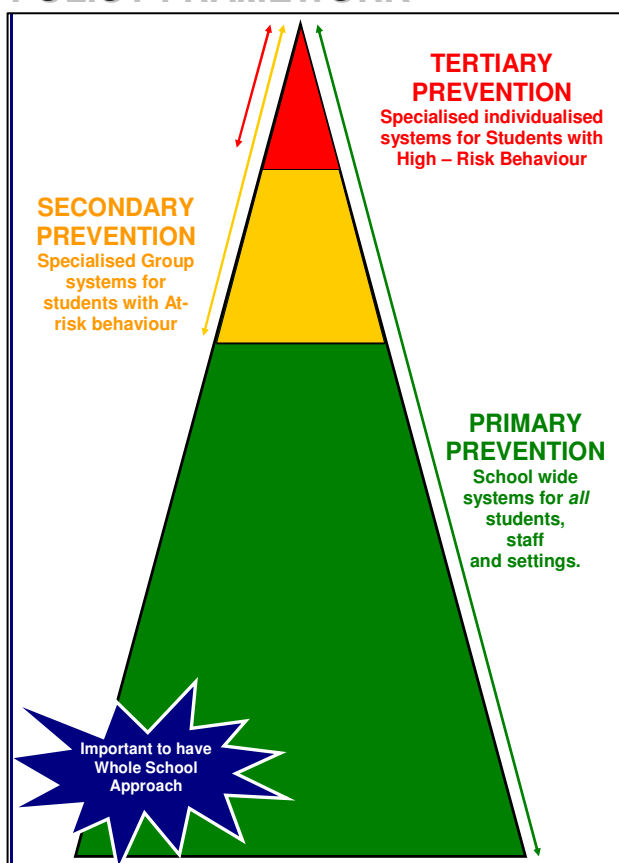 POLICY FRAMEWORK
TERTIARY
PREVENTION
Specialised individualised
systems for Students with
High – Risk Behaviour
SECONDARY
PREVENTION
Specialised Group
systems for
students with At-
risk behaviour
PRIMARY
PREVENTION
School wide
systems for all
students,
staff
and settings.
Important to have
Whole School
Approach